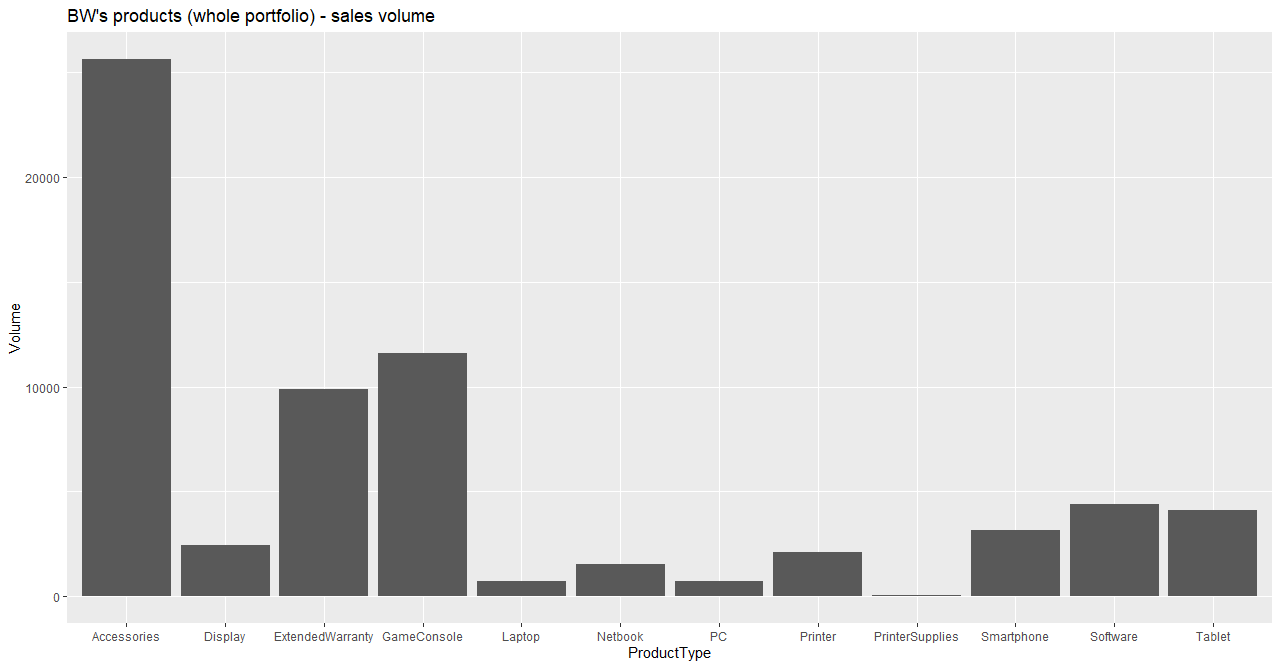 BW's products (whole portfolio) - sales volume
Volume
20000
10000
0
Accessories Display ExtendedWarranty GameConsole Laptop Netbook PC Printer PrinterSupplies Smartphone Software Tablet
ProductType